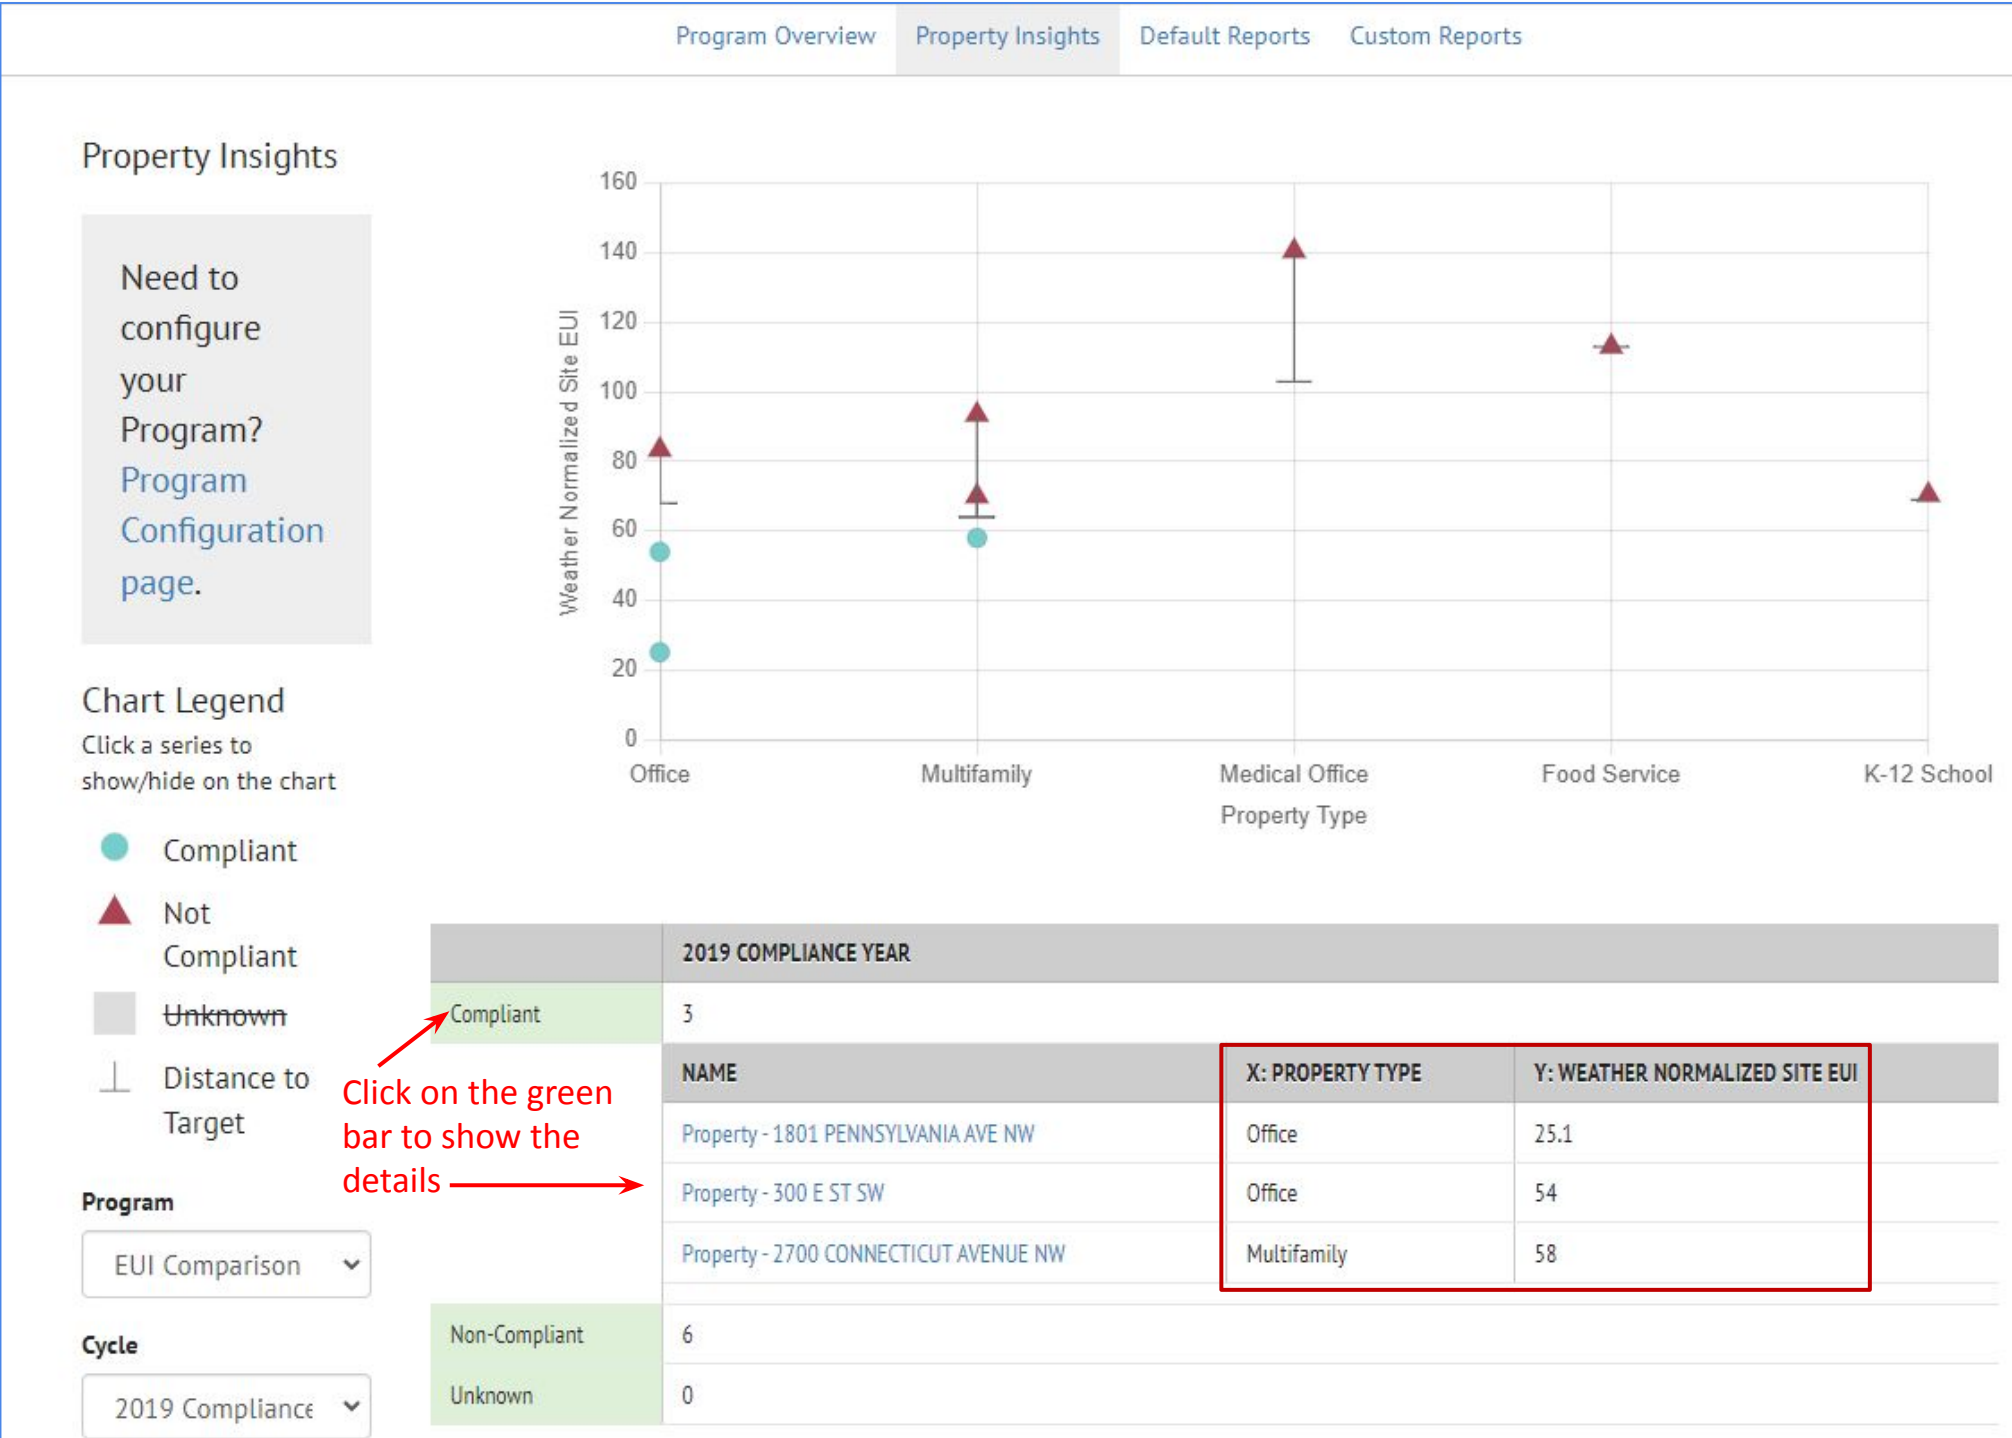 Program Overview Property Insights Default Reports Custom Reports
Property Insights
Need to
configure
your
Program?
Program
Configuration
page.
Chart Legend
Click a series to
show/hide on the chart
Compliant
Not
Compliant
Unknown
Distance to
Target
Program
EUI Comparison
Cycle
2019 Compliance
Weather Normalized Site EUI
160
140
120
100
80
60
40
20
0
Office Multifamily Medical Office Food Service K-12 School
Property Type
2019 COMPLIANCE YEAR
Compliant 3
NAME X: PROPERTY TYPE Y: WEATHER NORMALIZED SITE EUI
Property - 1801 PENNSYLVANIA AVE NW Office 25.1
Property - 300 E ST SW Office 54
Property - 2700 CONNECTICUT AVENUE NW Multifamily 58
Non-Compliant 6
Unknown 0
Click on the green
bar to show the
details